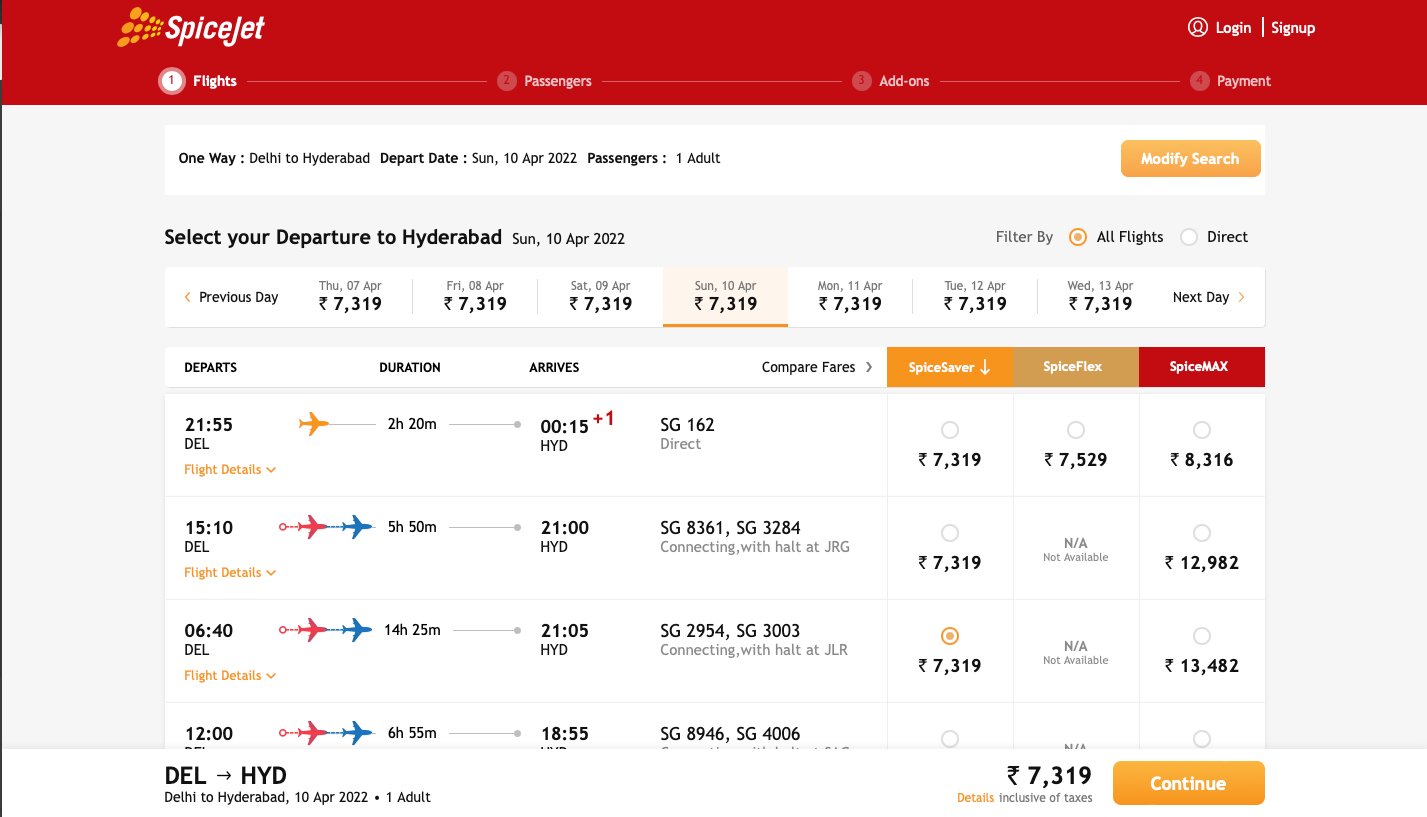 SpiceJet
Login | Signup
1 Flights 2 Passengers 3 Add-ons 4 Payment
One Way : Delhi to Hyderabad Depart Date : Sun, 10 Apr 2022 Passengers : 1 Adult Modify Search
Select your Departure to Hyderabad Sun, 10 Apr 2022 Filter By All Flights Direct
Thu, 07 Apr Fri, 08 Apr Sat, 09 Apr Sun, 10 Apr Mon, 11 Apr Tue, 12 Apr Wed, 13 Apr
Previous Day ₹ 7,319 ₹ 7,319 ₹ 7,319 ₹ 7,319 ₹ 7,319 ₹ 7,319 ₹ 7,319 Next Day
DEPARTS DURATION ARRIVES Compare Fares SpiceSaver SpiceFlex SpiceMAX
21:55 2h 20m 00:15 +1 SG 162
DEL HYD Direct
Flight Details ₹ 7,319 ₹ 7,529 ₹ 8,316
15:10 5h 50m 21:00 SG 8361, SG 3284
DEL HYD Connecting,with halt at JRG N/A
Not Available
Flight Details ₹ 7,319 ₹ 12,982
06:40 14h 25m 21:05 SG 2954, SG 3003
DEL HYD Connecting,with halt at JLR N/A
Not Available
Flight Details ₹ 7,319 ₹ 13,482
12:00 6h 55m 18:55 SG 8946, SG 4006
DEL → HYD ₹ 7,319 Continue
Delhi to Hyderabad, 10 Apr 2022 • 1 Adult Details inclusive of taxes